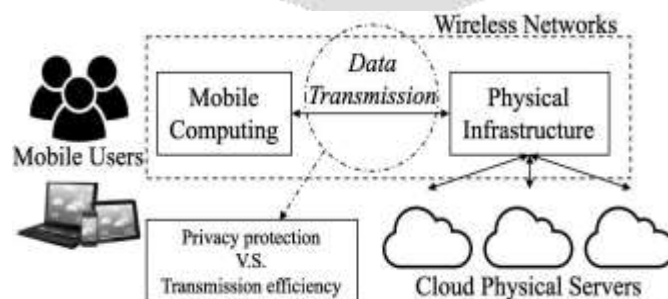 Wireless Networks
Data
Transmission
Mobile
Computing
Physical
Infrastructure
Mobile Users
Privacy protection
V.S.
Transmission efficiency
Cloud Physical Servers